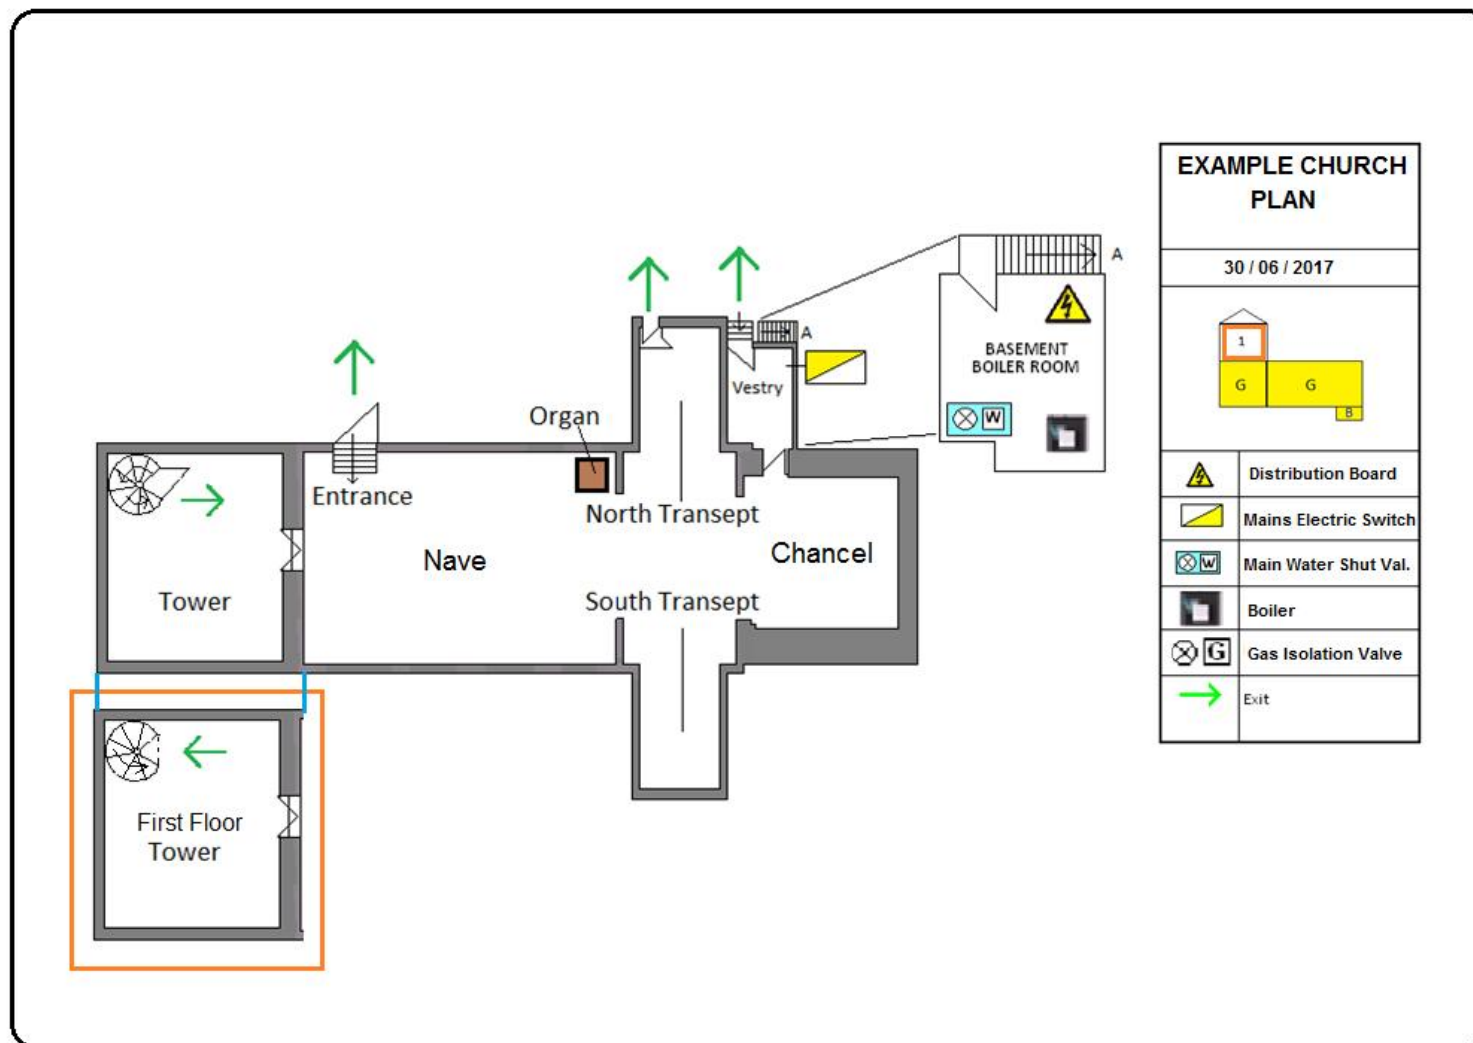 EXAMPLE CHURCH
PLAN
30 / 06 / 2017
1
G
G
B
Distribution Board
Mains Electric Switch
W
Main Water Shut Val.
Boiler
G
Gas Isolation Valve
Exit
A
BASEMENT
BOILER ROOM
W
A
Vestry
Organ
Entrance
North Transept
Nave
Chancel
Tower
South Transept
First Floor
Tower